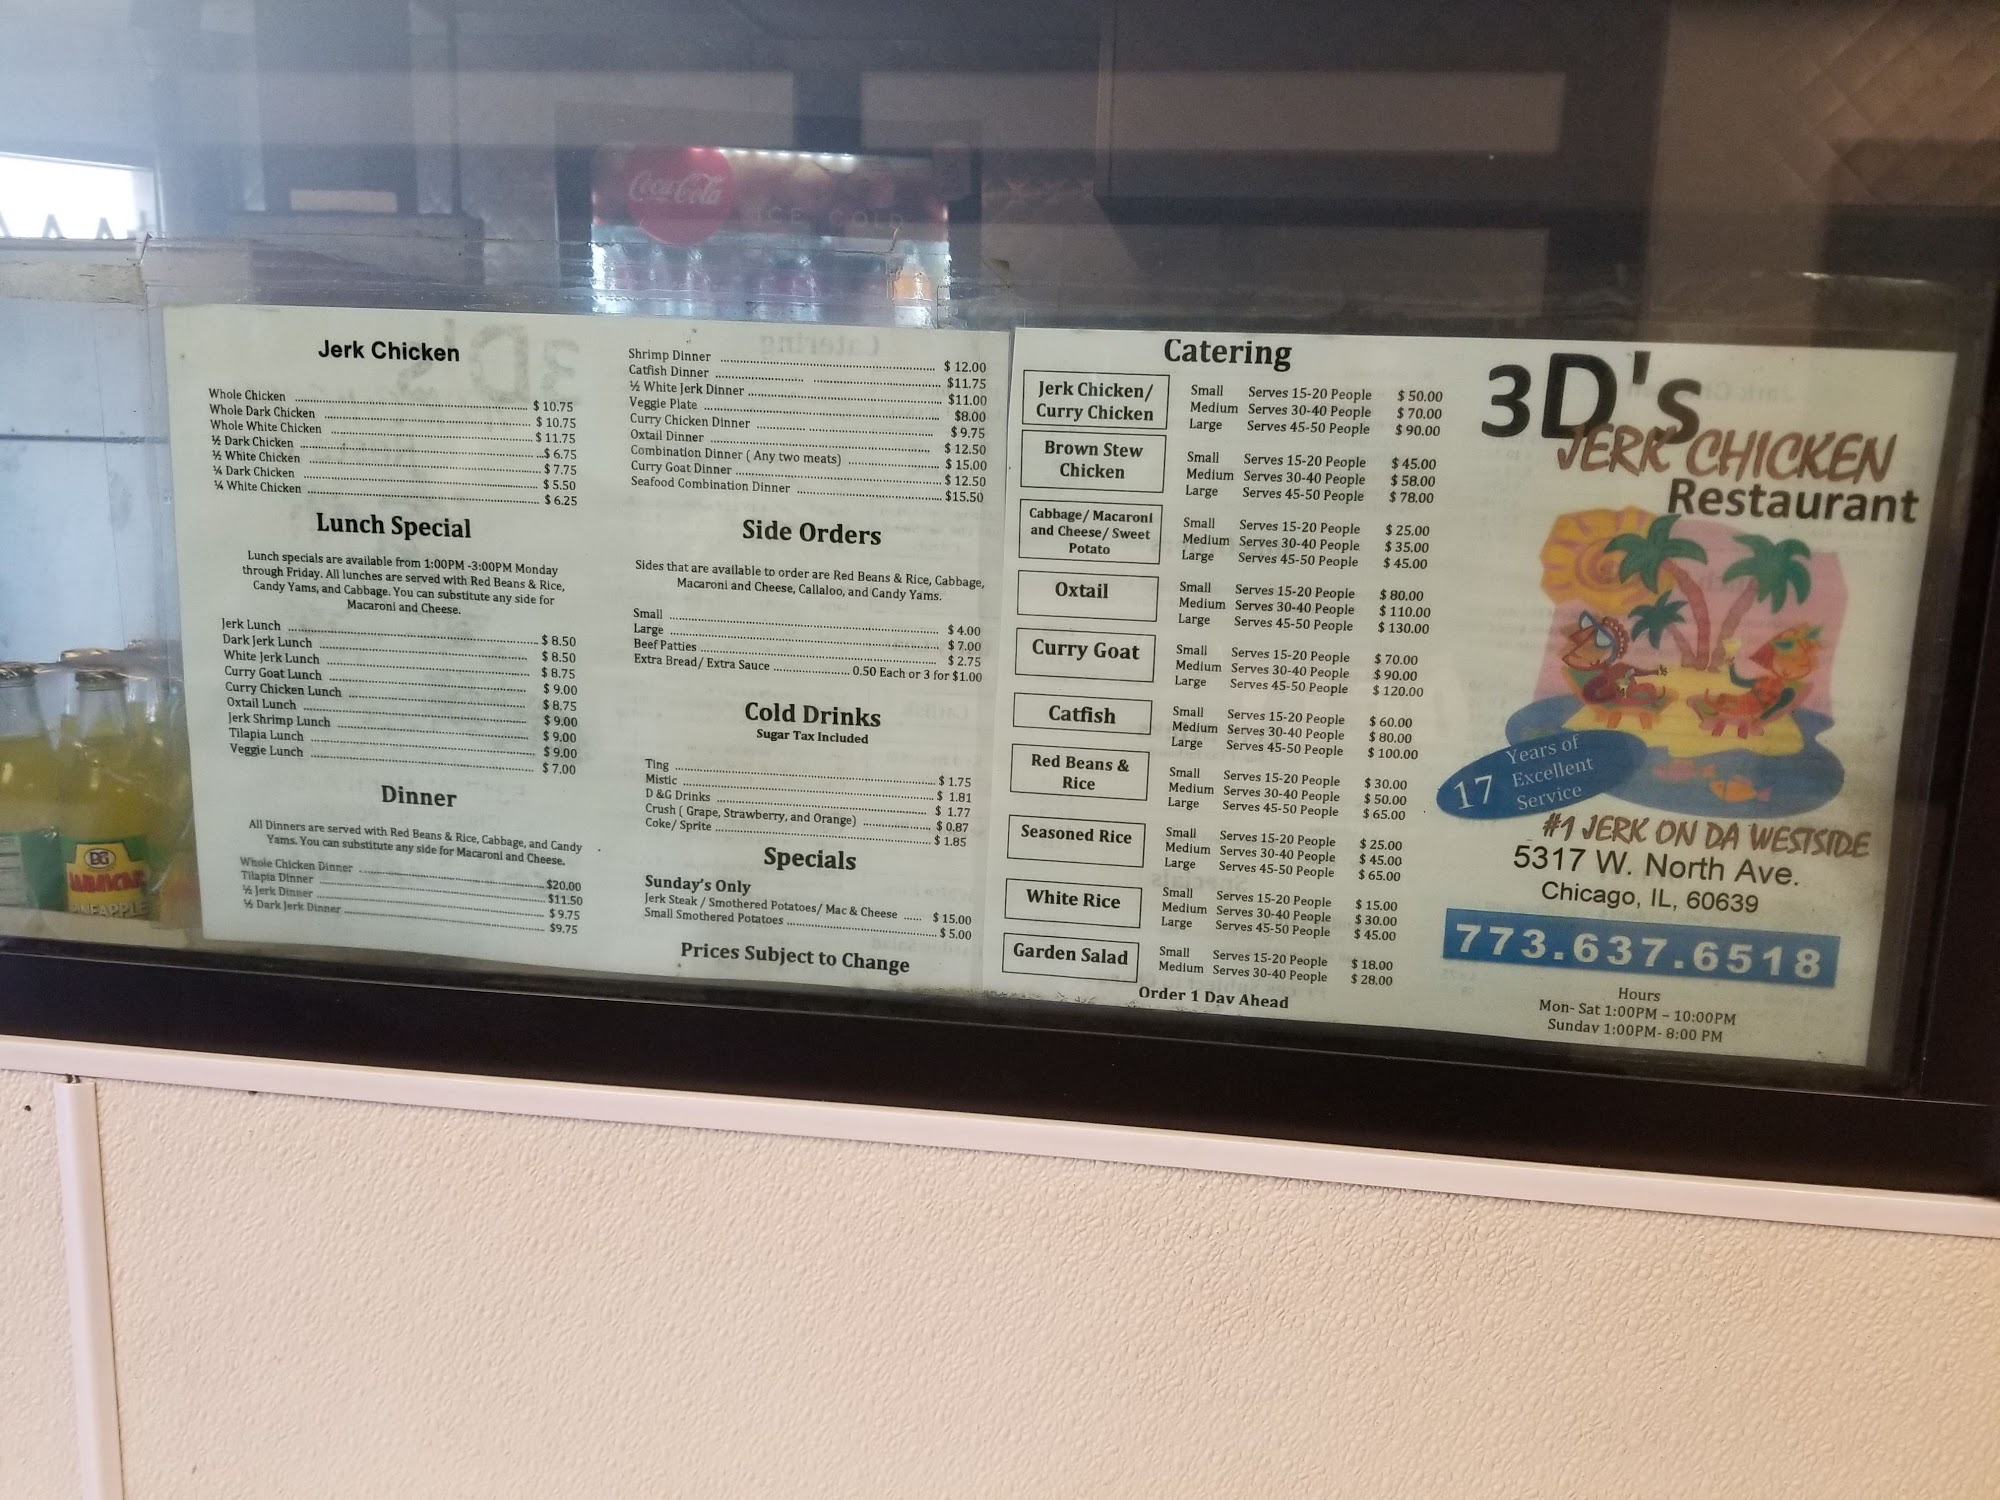 Coca-Cola
ICE COLD
Jerk Chicken
Whole Chicken $ 10.75
Whole Dark Chicken $ 10.75
Whole White Chicken $ 11.75
½ Dark Chicken $ 6.75
½ White Chicken $ 7.75
¼ Dark Chicken $ 5.50
¼ White Chicken $ 6.25
Lunch Special
Lunch specials are available from 1:00PM -3:00PM Monday
through Friday. All lunches are served with Red Beans & Rice,
Candy Yams, and Cabbage. You can substitute any side for
Macaroni and Cheese.
Jerk Lunch $ 8.50
Dark Jerk Lunch $ 8.50
White Jerk Lunch $ 8.75
Curry Goat Lunch $ 9.00
Curry Chicken Lunch $ 8.75
Oxtail Lunch $ 9.00
Jerk Shrimp Lunch $ 9.00
Tilapia Lunch $ 9.00
Veggie Lunch $ 7.00
Dinner
All Dinners are served with Red Beans & Rice, Cabbage, and Candy
Yams. You can substitute any side for Macaroni and Cheese.
Whole Chicken Dinner $20.00
Tilapia Dinner $11.50
½ Jerk Dinner $ 9.75
½ Dark Jerk Dinner $9.75
Shrimp Dinner $ 12.00
Catfish Dinner $11.75
½ White Jerk Dinner $11.00
Veggie Plate $8.00
Curry Chicken Dinner $ 9.75
Oxtail Dinner $ 12.50
Combination Dinner ( Any two meats) $ 15.00
Curry Goat Dinner $ 12.50
Seafood Combination Dinner $15.50
Side Orders
Sides that are available to order are Red Beans & Rice, Cabbage,
Macaroni and Cheese, Callaloo, and Candy Yams.
Small $ 4.00
Large $ 7.00
Beef Patties $ 2.75
Extra Bread/ Extra Sauce 0.50 Each or 3 for $1.00
Cold Drinks
Sugar Tax Included
Ting $ 1.75
Mistic $ 1.81
D &G Drinks $ 1.77
Crush ( Grape, Strawberry, and Orange) $ 0.87
Coke/ Sprite $ 1.85
Specials
Sunday's Only
Jerk Steak / Smothered Potatoes/ Mac & Cheese $ 15.00
Small Smothered Potatoes $ 5.00
Prices Subject to Change
Catering
Jerk Chicken/
Curry Chicken
Small Serves 15-20 People $ 50.00
Medium Serves 30-40 People $ 70.00
Large Serves 45-50 People $ 90.00
Brown Stew
Chicken
Small Serves 15-20 People $ 45.00
Medium Serves 30-40 People $ 58.00
Large Serves 45-50 People $ 78.00
Cabbage/ Macaroni
and Cheese/ Sweet
Potato
Small Serves 15-20 People $ 25.00
Medium Serves 30-40 People $ 35.00
Large Serves 45-50 People $ 45.00
Oxtail
Small Serves 15-20 People $ 80.00
Medium Serves 30-40 People $ 110.00
Large Serves 45-50 People $ 130.00
Curry Goat
Small Serves 15-20 People $ 70.00
Medium Serves 30-40 People $ 90.00
Large Serves 45-50 People $ 120.00
Catfish
Small Serves 15-20 People $ 60.00
Medium Serves 30-40 People $ 80.00
Large Serves 45-50 People $ 100.00
Red Beans &
Rice
Small Serves 15-20 People $ 30.00
Medium Serves 30-40 People $ 50.00
Large Serves 45-50 People $ 65.00
Seasoned Rice
Small Serves 15-20 People $ 25.00
Medium Serves 30-40 People $ 45.00
Large Serves 45-50 People $ 65.00
White Rice
Small Serves 15-20 People $ 15.00
Medium Serves 30-40 People $ 30.00
Large Serves 45-50 People $ 45.00
Garden Salad
Small Serves 15-20 People $ 18.00
Medium Serves 30-40 People $ 28.00
Order 1 Day Ahead
3D's
JERK CHICKEN
Restaurant
17 Years of
Excellent
Service
#1 JERK ON DA WESTSIDE
5317 W. North Ave.
Chicago, IL, 60639
773.637.6518
Hours
Mon- Sat 1:00PM – 10:00PM
Sunday 1:00PM- 8:00 PM
DG
JAMAICAN
PINEAPPLE